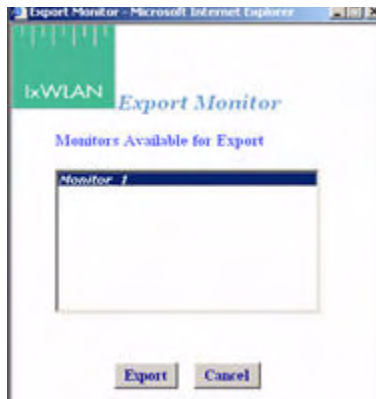 Export Monitor - Microsoft Internet Explorer
IxWLAN
Export Monitor
Monitors Available for Export
Monitor 1
Export Cancel